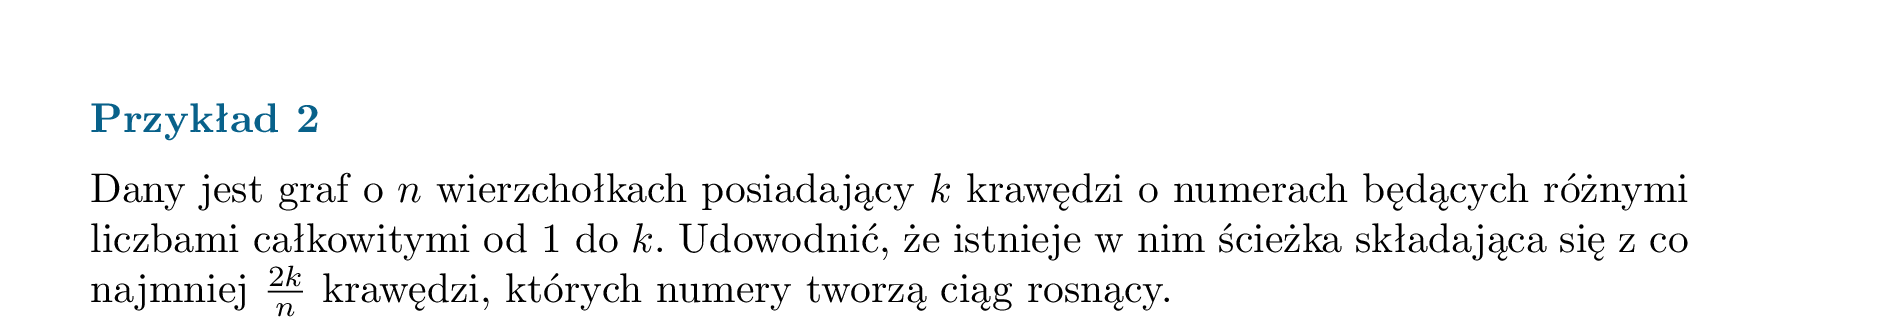 Przykład 2
Dany jest graf o n wierzchołkach posiadający k krawędzi o numerach będących różnymi
liczbami całkowitymi od 1 do k. Udowodnić, że istnieje w nim ścieżka składająca się z co
najmniej \frac{2k}{n} krawędzi, których numery tworzą ciąg rosnący.